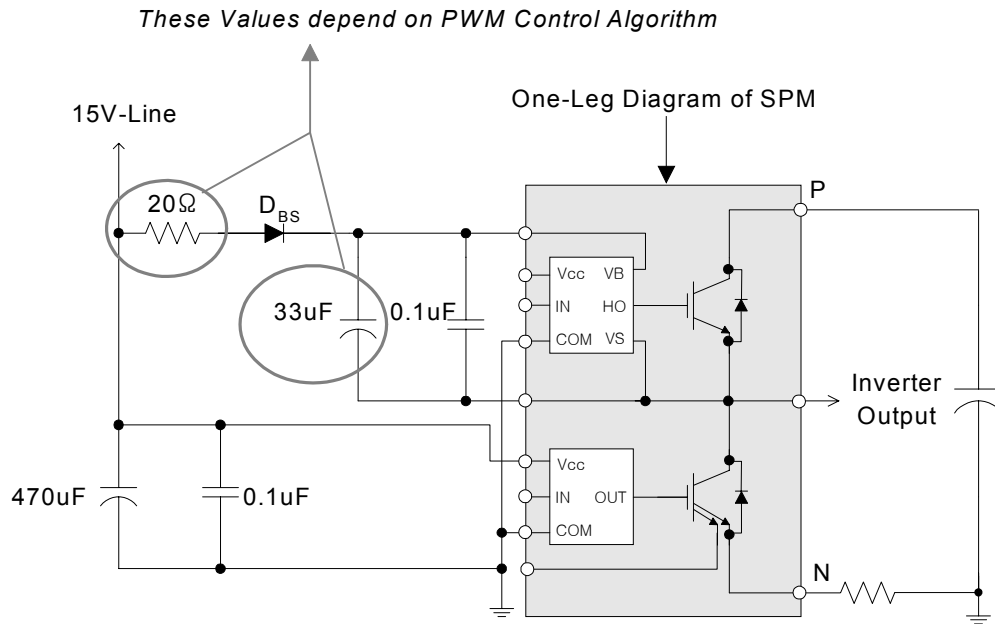 These Values depend on PWM Control Algorithm
One-Leg Diagram of SPM
15V-Line
P
20Ω
D BS
Vcc
VB
IN
HO
COM
VS
33uF
0.1uF
Inverter
Output
Vcc
IN
OUT
COM
470uF
0.1uF
N